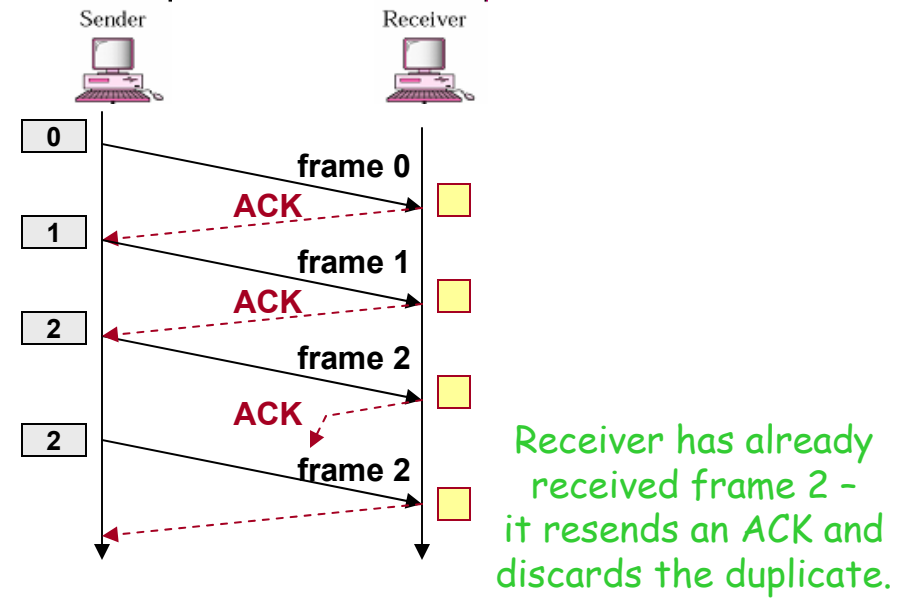 Sender Receiver
0
frame 0
ACK
1
frame 1
ACK
2
frame 2
ACK
2
frame 2
Receiver has already
received frame 2 –
it resends an ACK and
discards the duplicate.